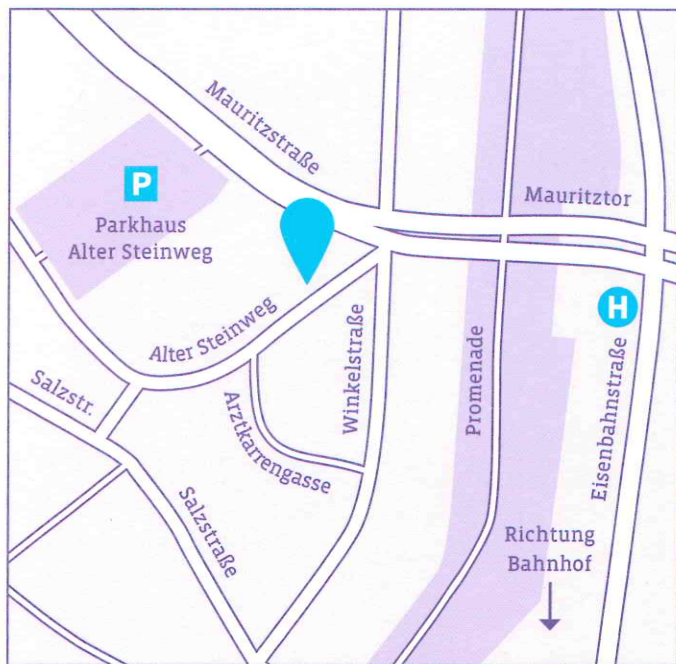 Mauritzstraße
P
Parkhaus
Alter Steinweg
Mauritztor
H
Alter Steinweg
Salzstr.
Arztkarrengasse
Winkelstraße
Promenade
Eisenbahnstraße
Salzstraße
Richtung
Bahnhof